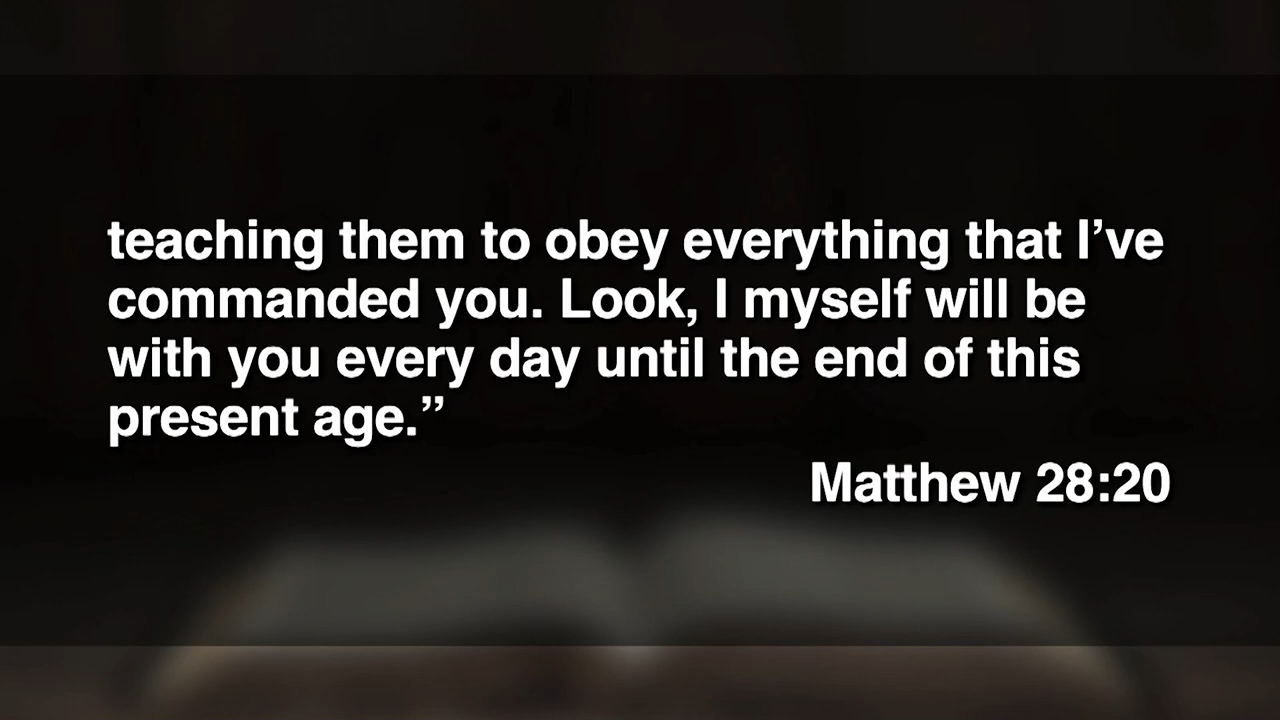 teaching them to obey everything that I’ve
commanded you. Look, I myself will be
with you every day until the end of this
present age.”
Matthew 28:20